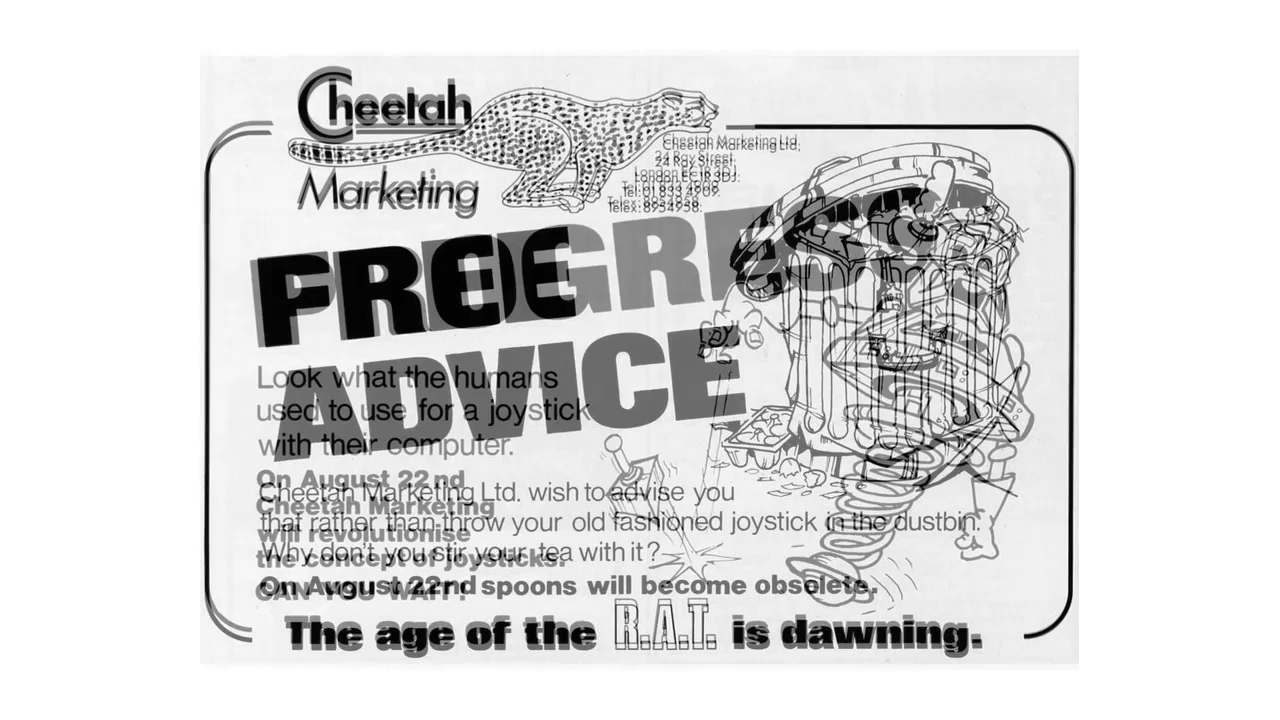 Cheetah
Marketing
Cheetah Marketing Ltd,
24 Ray Street,
London EC1R 3DJ.
Tel: 01 833 4909.
Telex: 8954958.
FREE
PROGRESS
ADVICE
Look what the humans
used to use for a joystick
with their computer.
On August 22nd
Cheetah Marketing
will revolutionise
the concept of joysticks.
CAN YOU WAIT?
Cheetah Marketing Ltd, wish to advise you
that rather than throw your old fashioned joystick in the dustbin.
Why don't you stir your tea with it?
On August 22nd spoons will become obsolete.
The age of the R.A.T. is dawning.